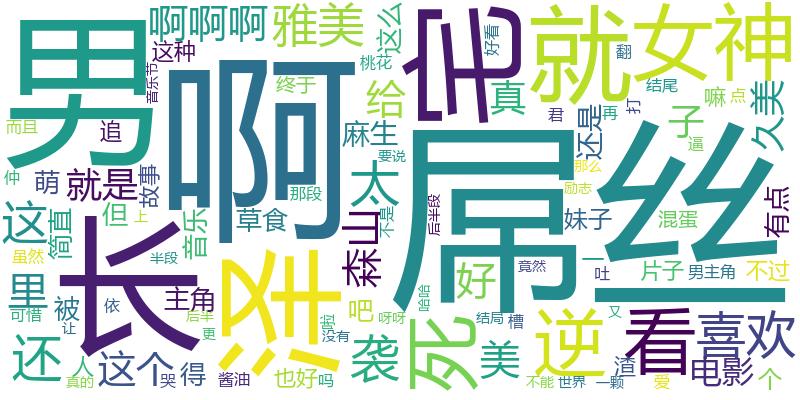 男
啊啊啊
雅美
这么
宅
好看
就
女神
翻
桃花
这种
音乐节
终于
给
真
结尾
嘛
点
而且
追
啊
麻生
君
还是
再
打
子
久美
要说
屌丝
逼
仲
萌
就是
故事
那段
太
那么
励志
这
简直
但
上
音乐
草食
森山
不是
后半段
妹子
混蛋
有点
虽然
长
半段
淫
好
竟然
一
吐
片子
男主角
不过
里
被
主角
可惜
让
依
后半
更
啦
没有
吧
呀呀
哈哈
结局
槽
逆
又
看
喜欢
还
人
真的
这个
哭
得
酱油
也好
吗
袭
死
美
不能
世界
一颗
渣
爱
电影
个